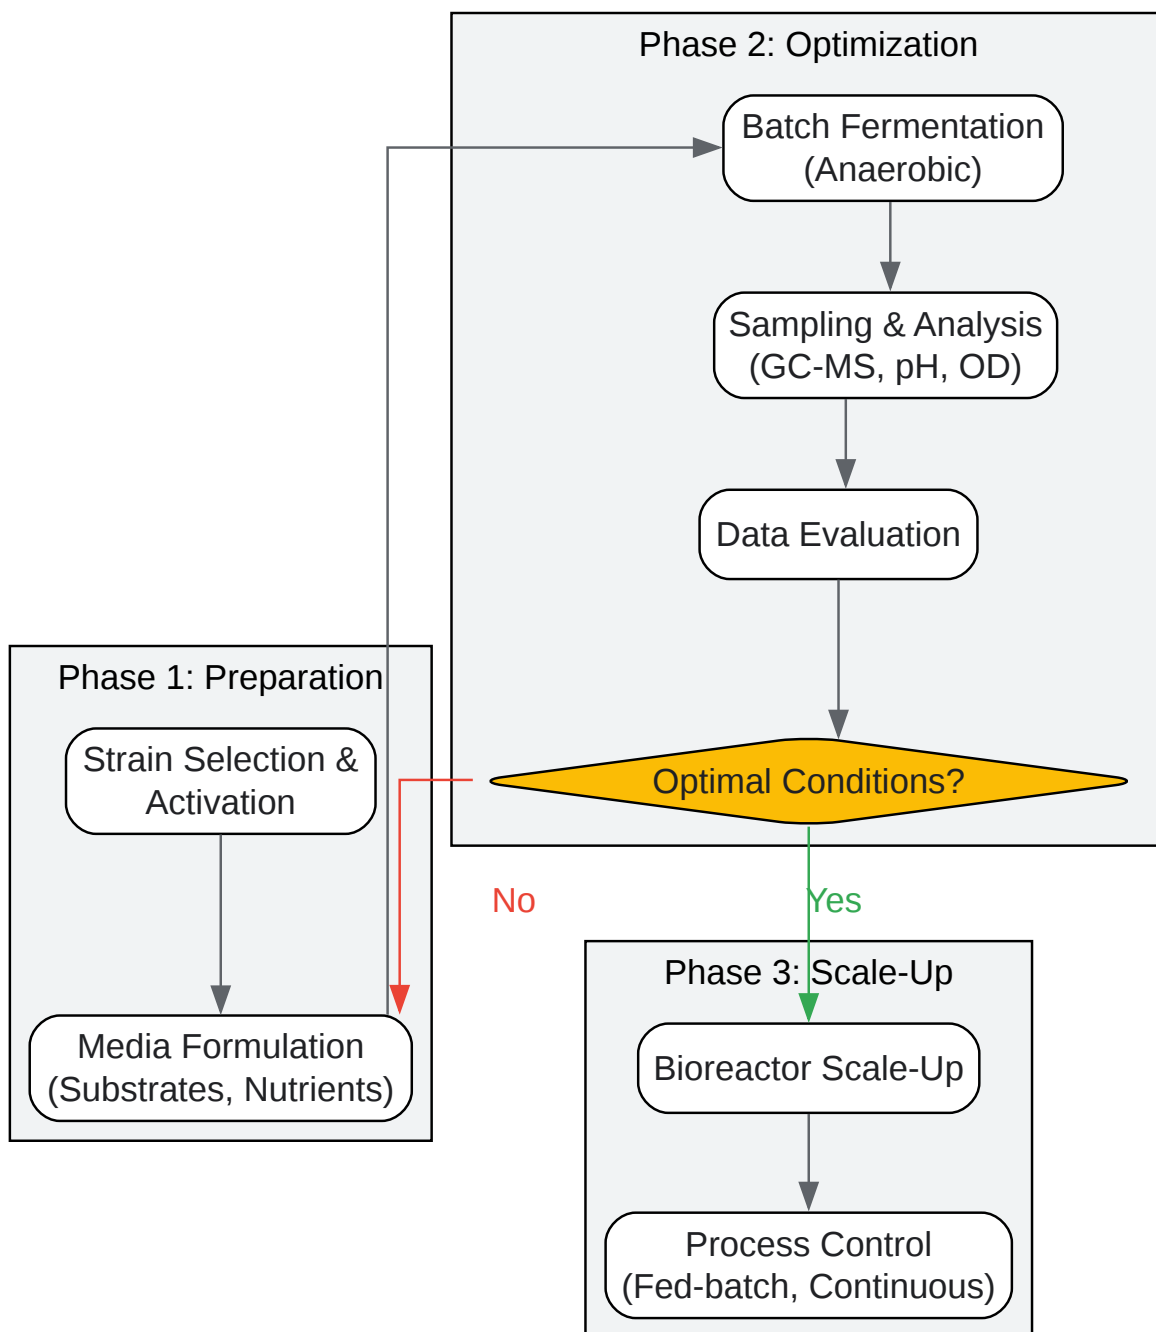 Phase 2: Optimization
Batch Fermentation
(Anaerobic)
Sampling & Analysis
(GC-MS, pH, OD)
Data Evaluation
Optimal Conditions?
Phase 1: Preparation
Strain Selection &
Activation
Media Formulation
(Substrates, Nutrients)
No
Yes
Phase 3: Scale-Up
Bioreactor Scale-Up
Process Control
(Fed-batch, Continuous)